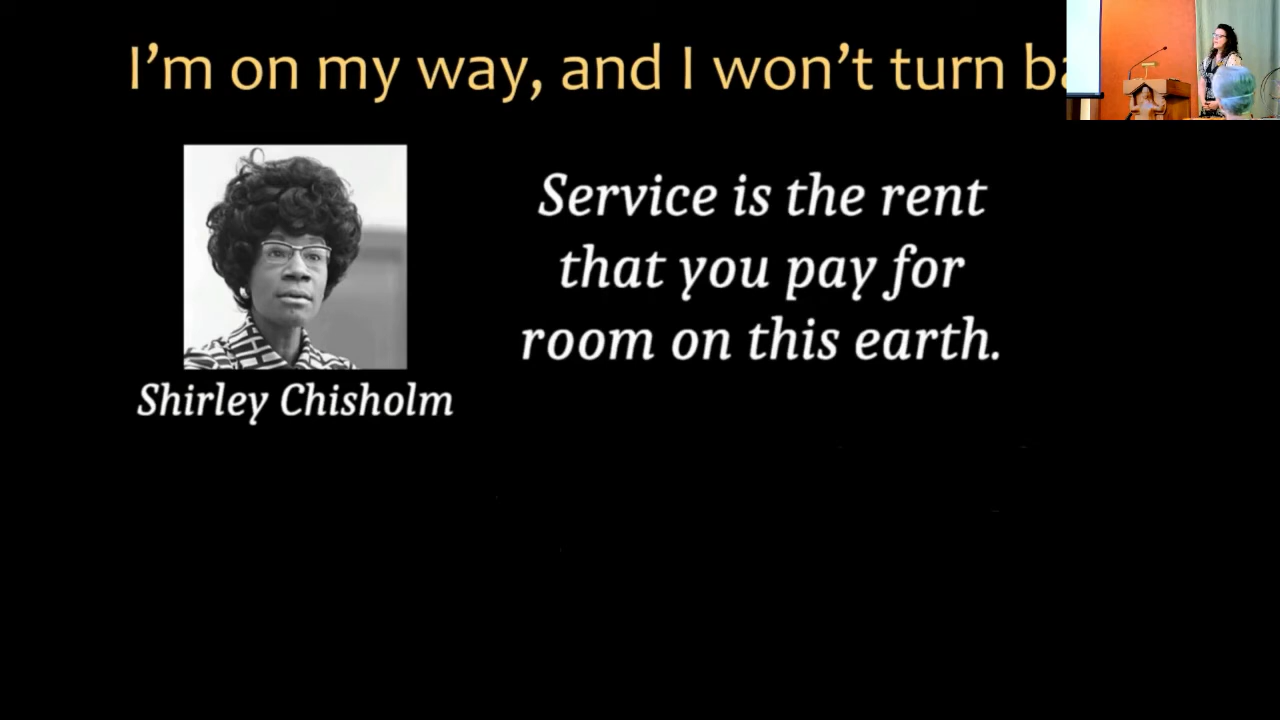 I’m on my way, and I won’t turn
Service is the rent
that you pay for
room on this earth.
Shirley Chisholm